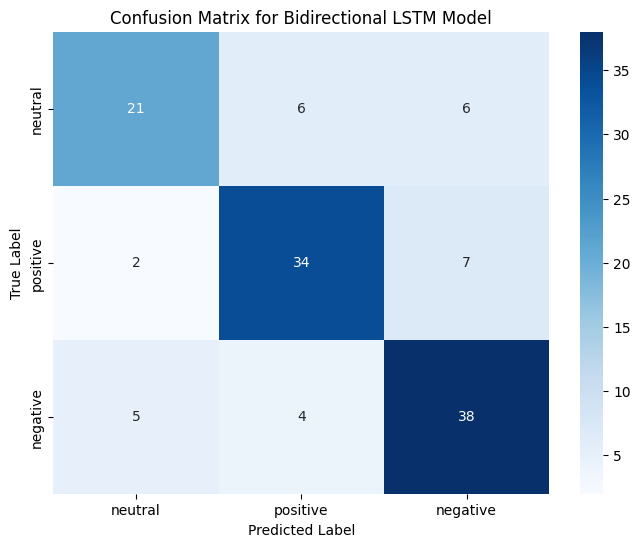 Confusion Matrix for Bidirectional LSTM Model
True Label
neutral
positive
negative
21 6 6
2 34 7
5 4 38
neutral positive negative
Predicted Label
35
30
25
20
15
10
5